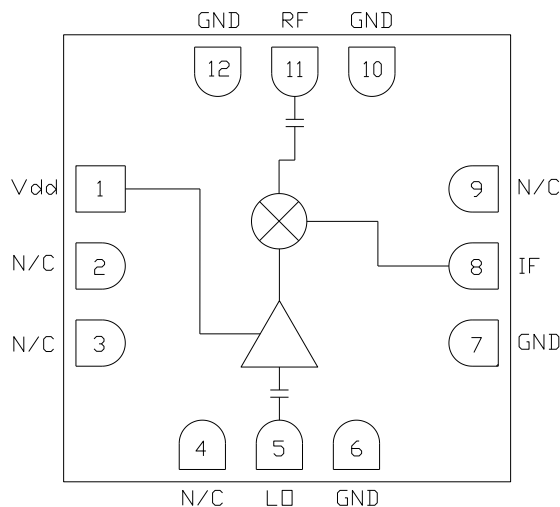 GND RF GND
12 11 10
Vdd 1 9 N/C
N/C 2 8 IF
N/C 3 7 GND
4 5 6
N/C LO GND